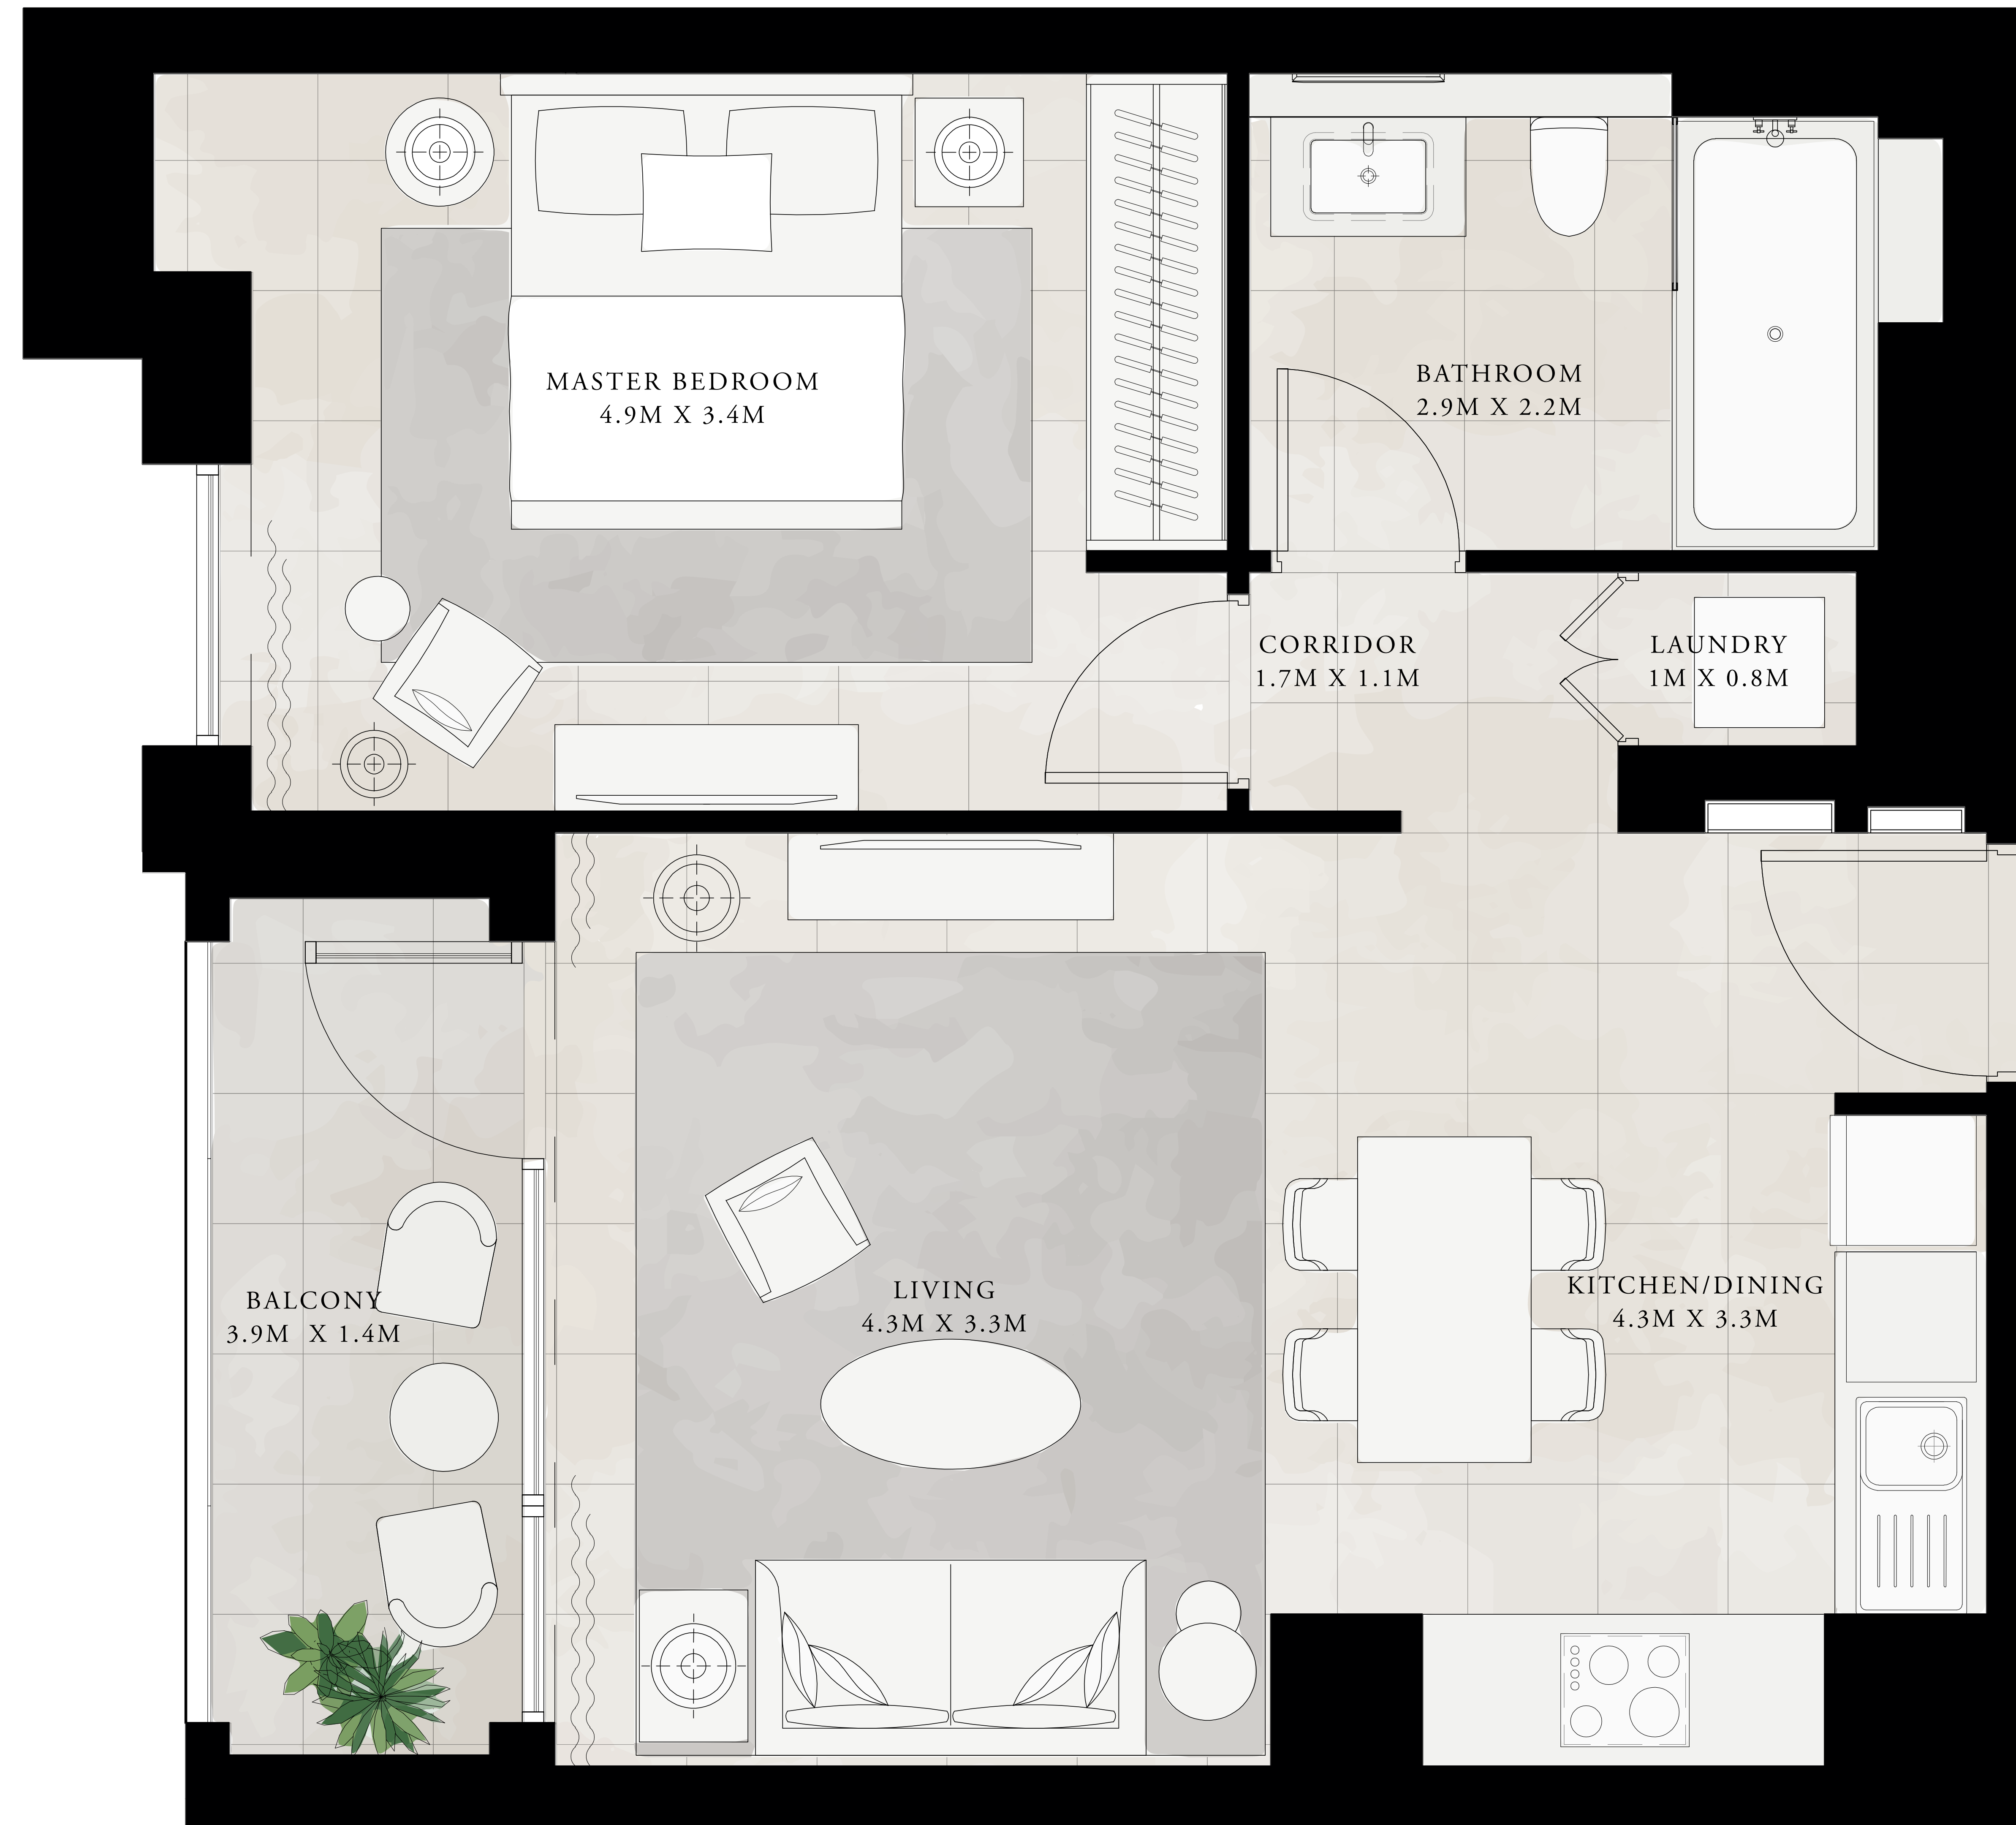 MASTER BEDROOM
4.9M X 3.4M
BATHROOM
2.9M X 2.2M
CORRIDOR
1.7M X 1.1M
LAUNDRY
1M X 0.8M
BALCONY
3.9M X 1.4M
LIVING
4.3M X 3.3M
KITCHEN/DINING
4.3M X 3.3M